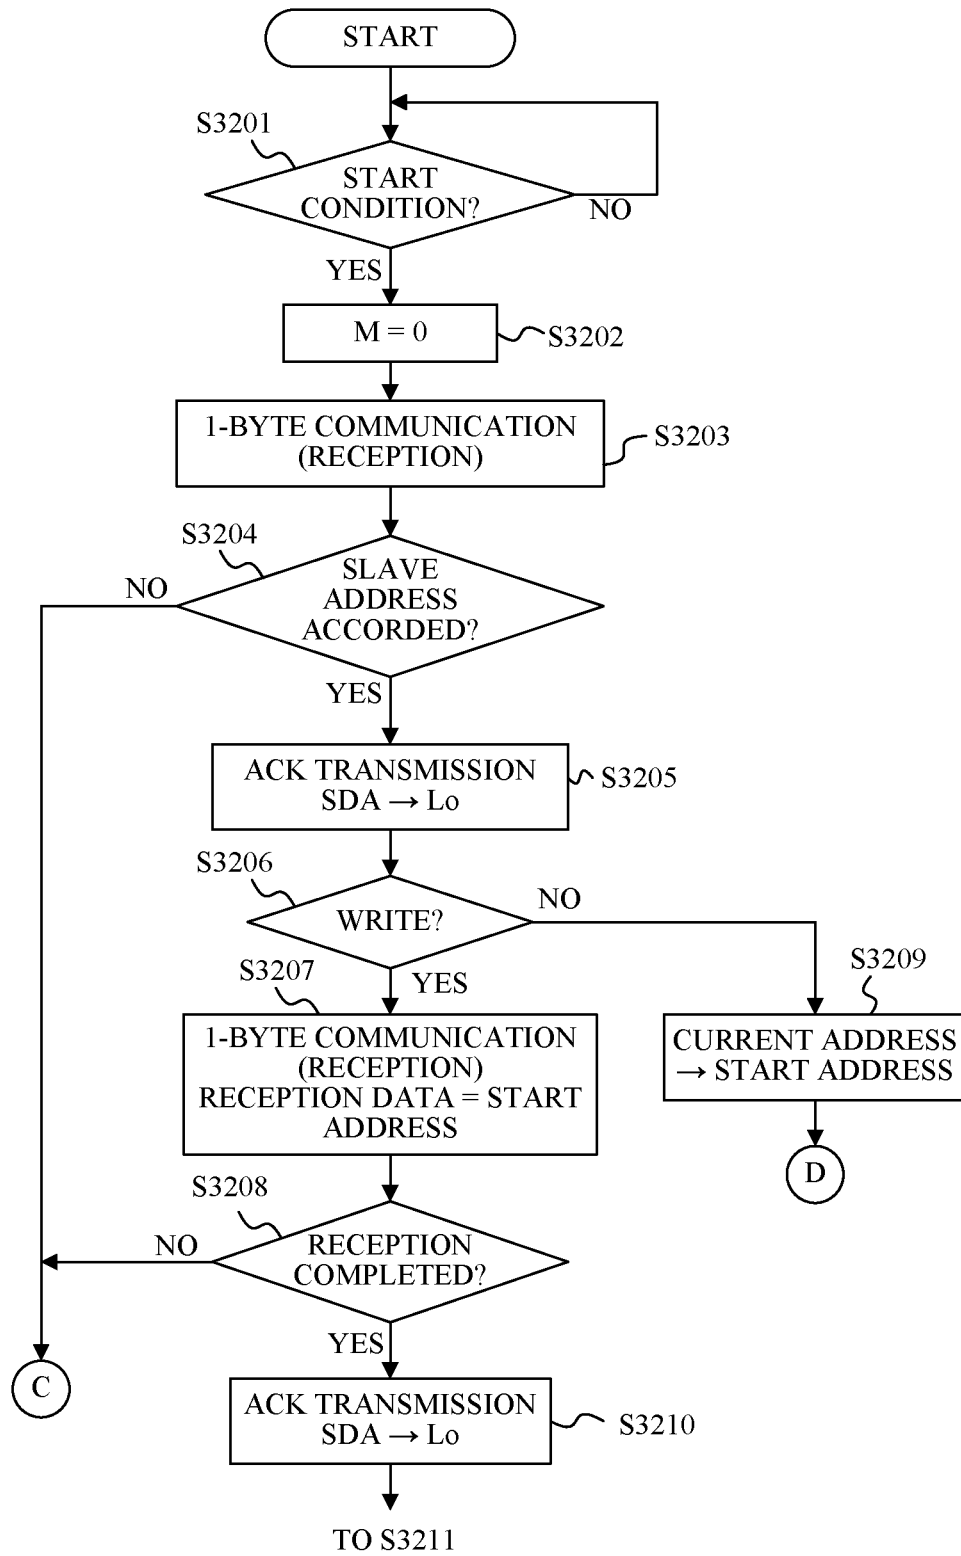 START
S3201
START
CONDITION?
NO
YES
M = 0
S3202
1-BYTE COMMUNICATION
(RECEPTION)
S3203
S3204
NO
SLAVE
ADDRESS
ACCORDED?
YES
ACK TRANSMISSION
SDA → Lo
S3205
S3206
WRITE?
NO
YES
S3207
1-BYTE COMMUNICATION
(RECEPTION)
RECEPTION DATA = START
ADDRESS
S3209
CURRENT ADDRESS
→ START ADDRESS
D
S3208
NO
RECEPTION
COMPLETED?
YES
C
ACK TRANSMISSION
SDA → Lo
S3210
TO S3211